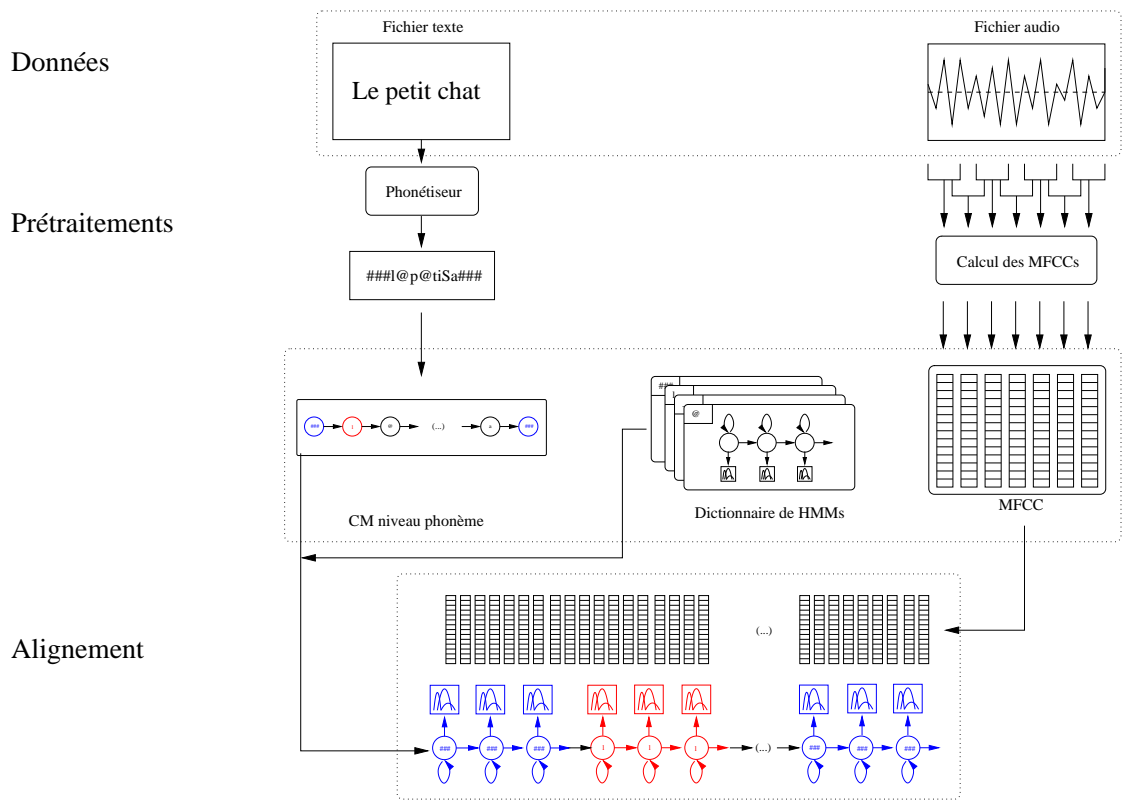 Données
Fichier texte
Fichier audio
Le petit chat
Prétraitements
Phonétiseur
Calcul des MFCCs
###l@p@tiSa###
### l @ (...) a ###
###
l
@
CM niveau phonème
Dictionnaire de HMMs
MFCC
Alignement
(...)
### ### ### l l l (...) ### ### ###